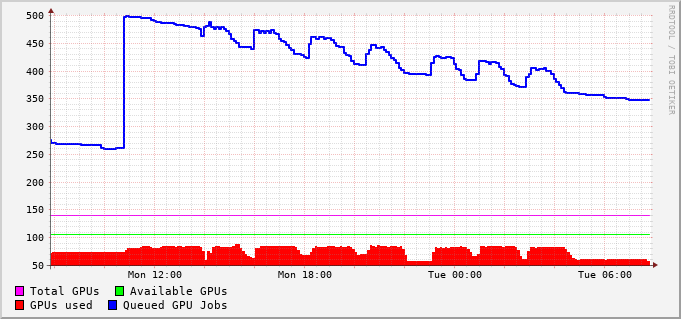 500
450
400
350
300
250
200
150
100
50
Mon 12:00 Mon 18:00 Tue 00:00 Tue 06:00
Total GPUs Available GPUs
GPUs used Queued GPU Jobs
RRDTOOL / TOBI OETIKER